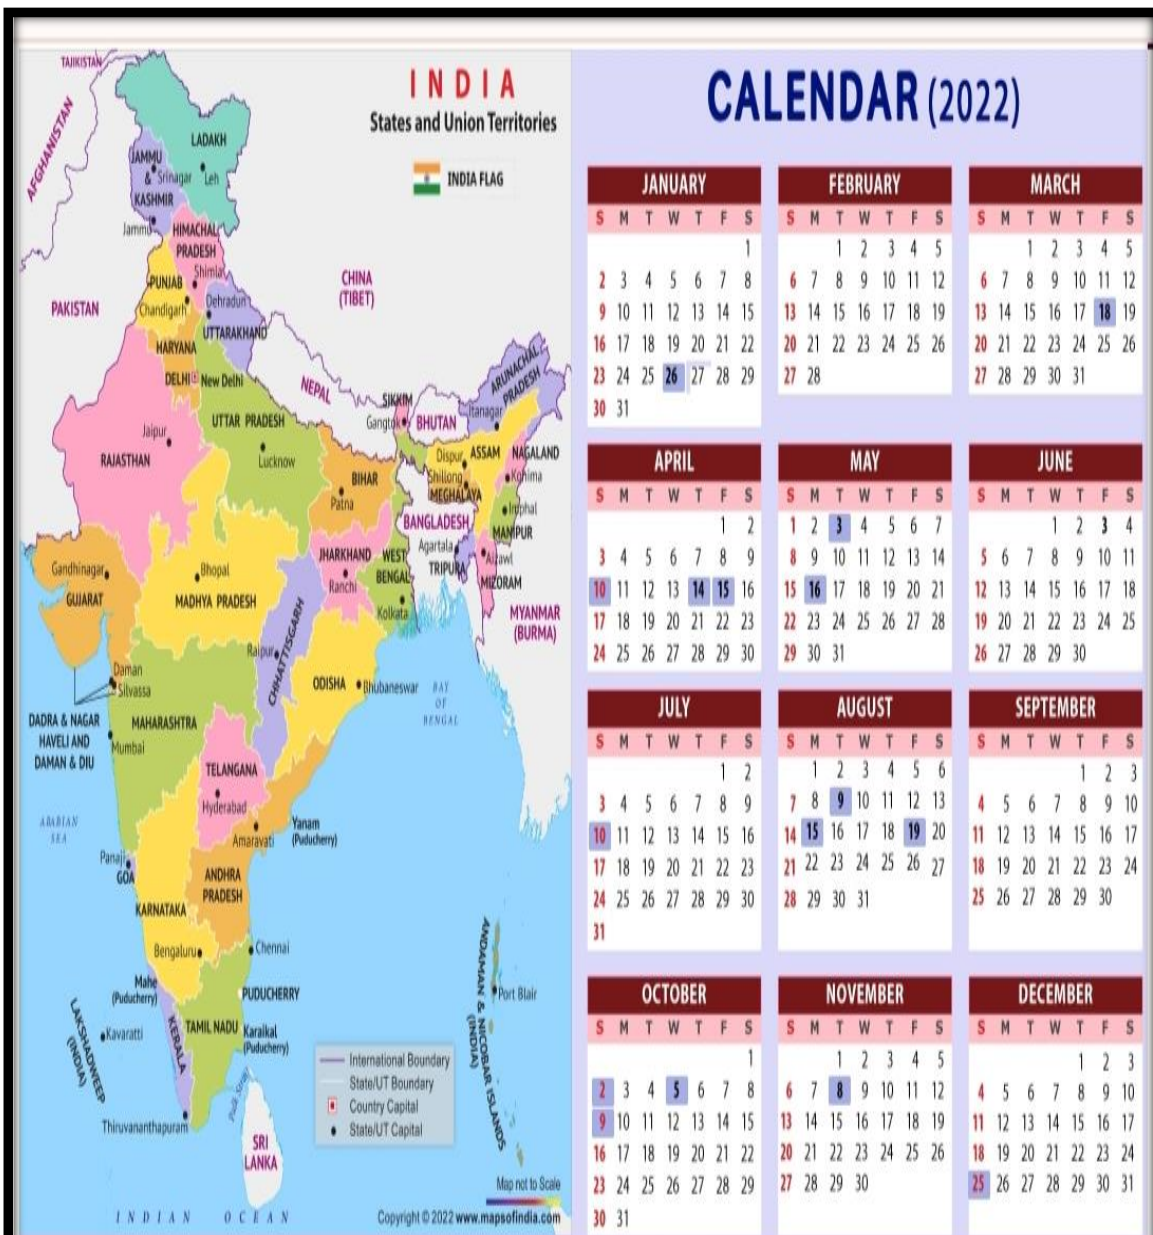 TAJIKISTAN
AFGHANISTAN
INDIA
States and Union Territories
INDIA FLAG
LADAKH
JAMMU
&
KASHMIR
Srinagar
Leh
Jammu
HIMACHAL
PRADESH
Shimla
PUNJAB
Chandigarh
Dehradun
UTTARAKHAND
PAKISTAN
CHINA
(TIBET)
HARYANA
DELHI
New Delhi
NEPAL
ARUNACHAL
PRADESH
Itanagar
SIKKIM
Gangtok
BHUTAN
UTTAR PRADESH
Lucknow
Jaipur
RAJASTHAN
BIHAR
Patna
Dispur
ASSAM
NAGALAND
Kohima
Shillong
MEGHALAYA
Imphal
MANIPUR
BANGLADESH
Agartala
TRIPURA
Aizawl
MIZORAM
MYANMAR
(BURMA)
JHARKHAND
Ranchi
WEST
BENGAL
Kolkata
Gandhinagar
GUJARAT
Bhopal
MADHYA PRADESH
CHHATTISGARH
Raipur
ODISHA
Bhubaneswar
BAY
OF
BENGAL
Daman
Silvassa
DADRA & NAGAR
HAVELI AND
DAMAN & DIU
MAHARASHTRA
Mumbai
TELANGANA
Hyderabad
ARABIAN
SEA
Amaravati
Yanam
(Puducherry)
Panaji
GOA
ANDHRA
PRADESH
KARNATAKA
Bengaluru
Chennai
Mahe
(Puducherry)
PUDUCHERRY
LAKSHADWEEP
(INDIA)
Kavaratti
KERALA
TAMIL NADU
Karaikal
(Puducherry)
Thiruvananthapuram
Palk Strait
SRI
LANKA
ANDAMAN & NICOBAR ISLANDS
(INDIA)
Port Blair
International Boundary
State/UT Boundary
Country Capital
State/UT Capital
Map not to Scale
INDIAN OCEAN
Copyright © 2022 www.mapsofindia.com
CALENDAR (2022)
JANUARY
S M T W T F S
1
2 3 4 5 6 7 8
9 10 11 12 13 14 15
16 17 18 19 20 21 22
23 24 25 26 27 28 29
30 31
FEBRUARY
S M T W T F S
1 2 3 4 5
6 7 8 9 10 11 12
13 14 15 16 17 18 19
20 21 22 23 24 25 26
27 28
MARCH
S M T W T F S
1 2 3 4 5
6 7 8 9 10 11 12
13 14 15 16 17 18 19
20 21 22 23 24 25 26
27 28 29 30 31
APRIL
S M T W T F S
1 2
3 4 5 6 7 8 9
10 11 12 13 14 15 16
17 18 19 20 21 22 23
24 25 26 27 28 29 30
MAY
S M T W T F S
1 2 3 4 5 6 7
8 9 10 11 12 13 14
15 16 17 18 19 20 21
22 23 24 25 26 27 28
29 30 31
JUNE
S M T W T F S
1 2 3 4
5 6 7 8 9 10 11
12 13 14 15 16 17 18
19 20 21 22 23 24 25
26 27 28 29 30
JULY
S M T W T F S
1 2
3 4 5 6 7 8 9
10 11 12 13 14 15 16
17 18 19 20 21 22 23
24 25 26 27 28 29 30
31
AUGUST
S M T W T F S
1 2 3 4 5 6
7 8 9 10 11 12 13
14 15 16 17 18 19 20
21 22 23 24 25 26 27
28 29 30 31
SEPTEMBER
S M T W T F S
1 2 3
4 5 6 7 8 9 10
11 12 13 14 15 16 17
18 19 20 21 22 23 24
25 26 27 28 29 30
OCTOBER
S M T W T F S
1
2 3 4 5 6 7 8
9 10 11 12 13 14 15
16 17 18 19 20 21 22
23 24 25 26 27 28 29
30 31
NOVEMBER
S M T W T F S
1 2 3 4 5
6 7 8 9 10 11 12
13 14 15 16 17 18 19
20 21 22 23 24 25 26
27 28 29 30
DECEMBER
S M T W T F S
1 2 3
4 5 6 7 8 9 10
11 12 13 14 15 16 17
18 19 20 21 22 23 24
25 26 27 28 29 30 31